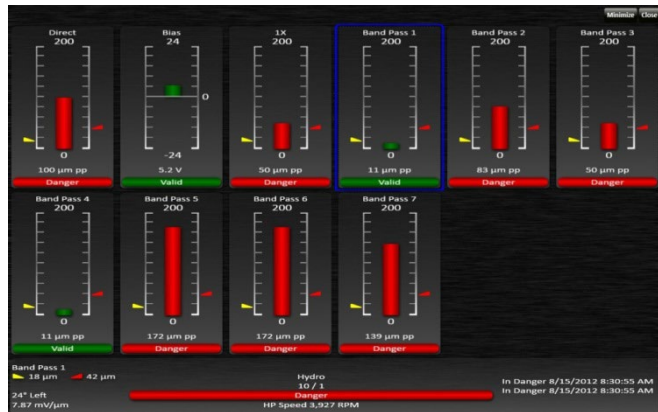 Minimize Close
Direct Bias 1X Band Pass 1 Band Pass 2 Band Pass 3
200 24 200 200 200 200
0
0 -24 0 0 0 0
100 µm pp 5.2 V 50 µm pp 11 µm pp 83 µm pp 50 µm pp
Danger Valid Danger Valid Danger Danger
Band Pass 4 Band Pass 5 Band Pass 6 Band Pass 7
200 200 200 200
0 0 0 0
11 µm pp 172 µm pp 172 µm pp 139 µm pp
Valid Danger Danger Danger
Band Pass 1
18 µm 42 µm
24° Left
7.87 mV/µm
Hydro
10 / 1
Danger
HP Speed 3,927 RPM
In Danger 8/15/2012 8:30:55 AM
In Danger 8/15/2012 8:30:55 AM